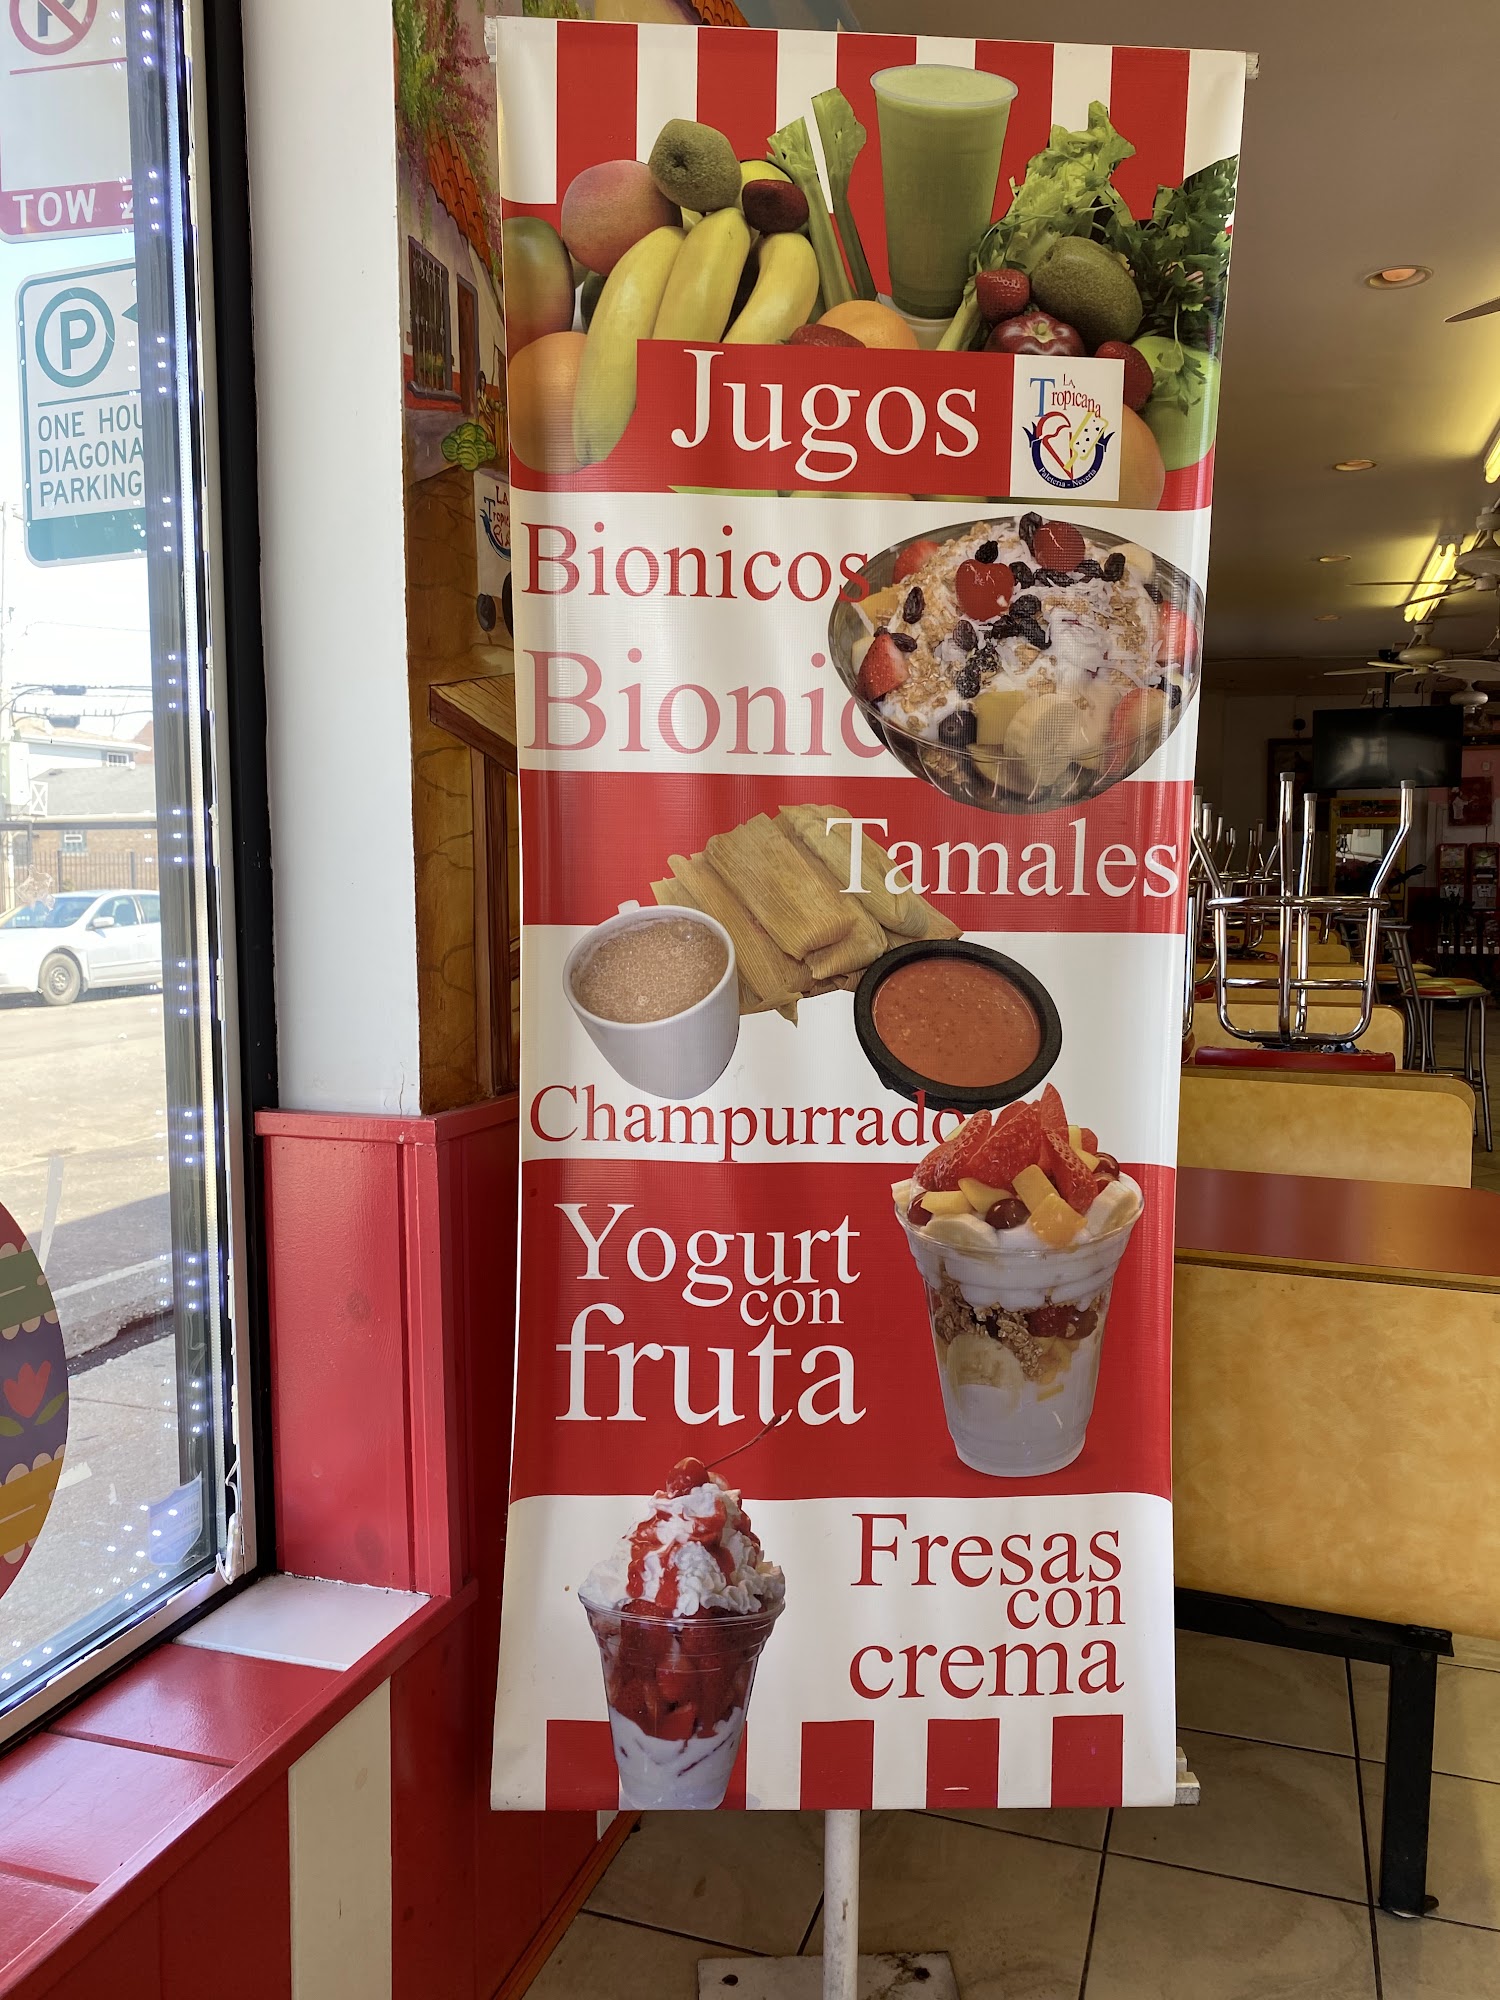 TOW
P
ONE HOU
DIAGONA
PARKING
Jugos
LA
Tropicana
Paleteria - Neveria
Bionicos
Bionic
Tamales
Champurrado
Yogurt
con
fruta
Fresas
con
crema